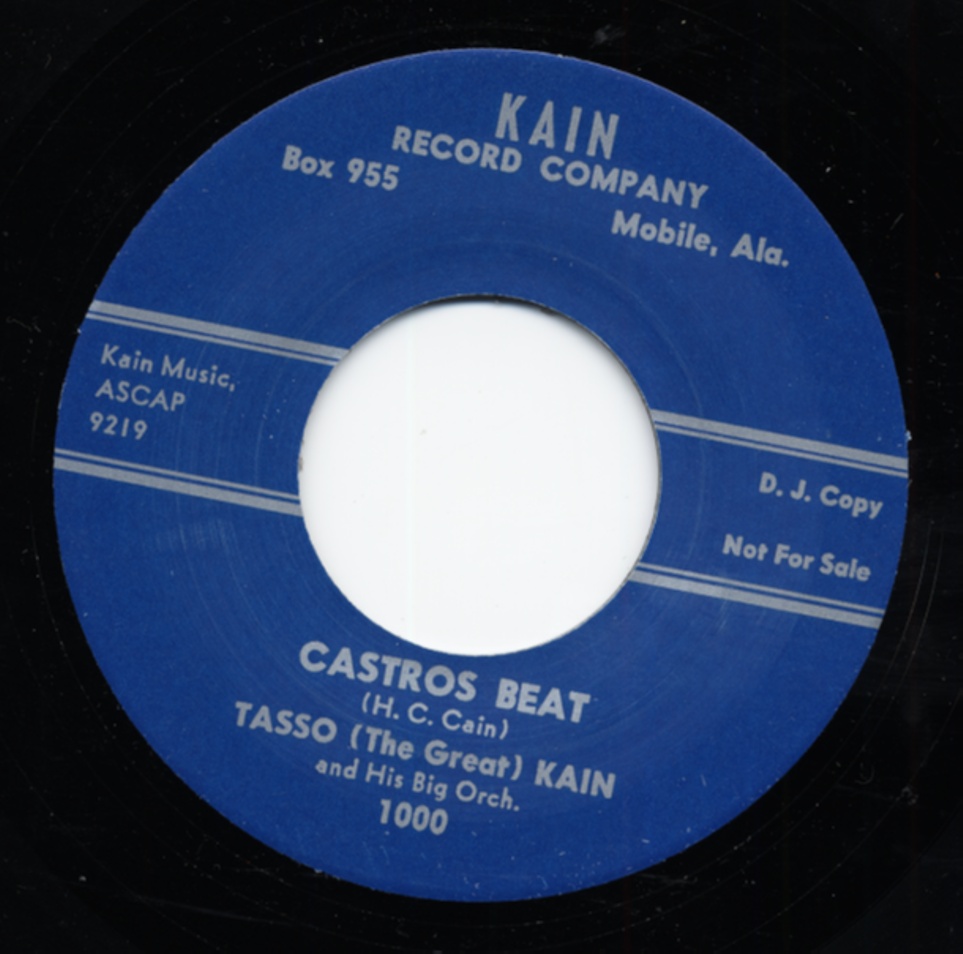 KAIN
RECORD COMPANY
Box 955
Mobile, Ala.
Kain Music,
ASCAP
9219
D. J. Copy
Not For Sale
CASTROS BEAT
(H. C. Cain)
TASSO (The Great) KAIN
and His Big Orch.
1000